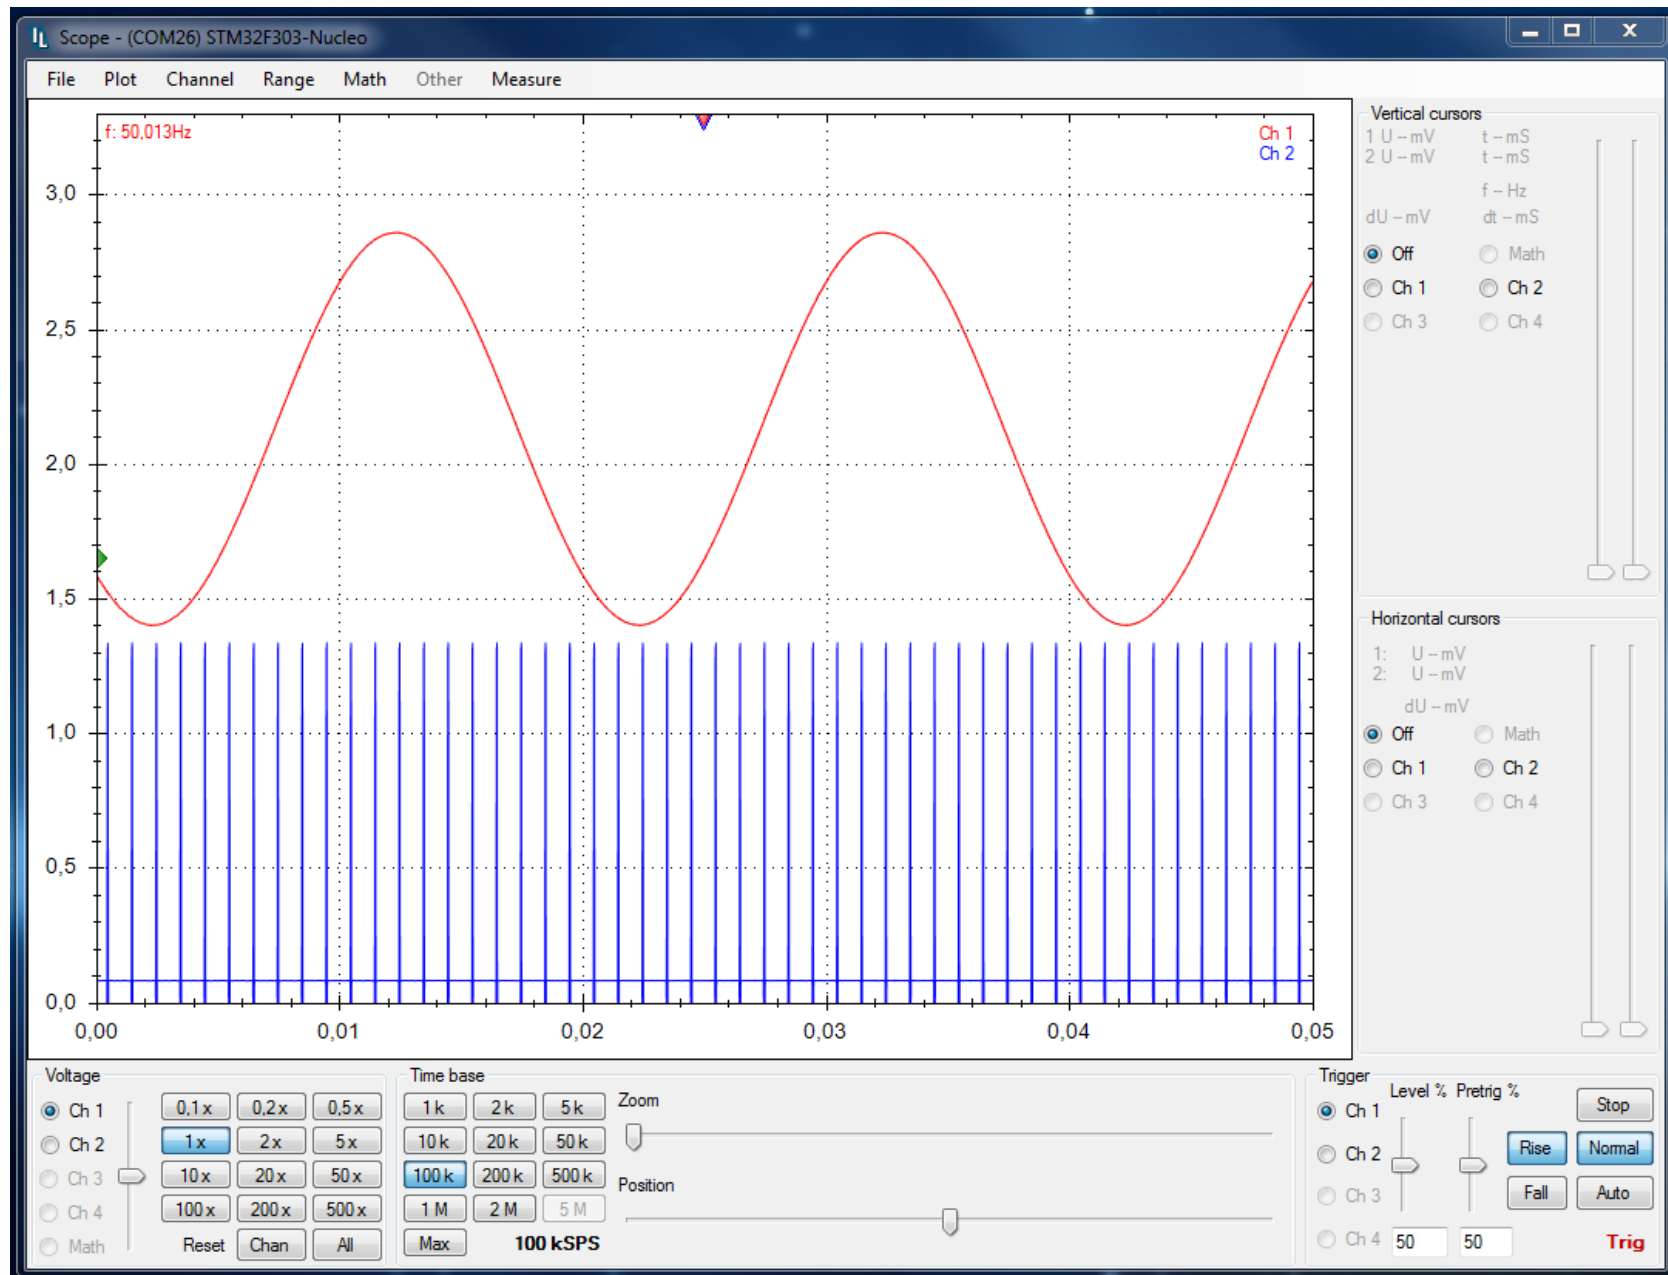 Scope - (COM26) STM32F303-Nucleo
File Plot Channel Range Math Other Measure
f: 50,013Hz
Ch 1
Ch 2
3,0
2,5
2,0
1,5
1,0
0,5
0,0
0,00 0,01 0,02 0,03 0,04 0,05
Vertical cursors
1 U -- mV t -- mS
2 U -- mV t -- mS
f -- Hz
dU -- mV dt -- mS
Off Math
Ch 1 Ch 2
Ch 3 Ch 4
Horizontal cursors
1: U -- mV
2: U -- mV
dU -- mV
Off Math
Ch 1 Ch 2
Ch 3 Ch 4
Voltage
Ch 1 0,1 x 0,2 x 0,5 x
Ch 2 1 x 2 x 5 x
Ch 3 10 x 20 x 50 x
Ch 4 100 x 200 x 500 x
Math Reset Chan All
Time base
1 k 2 k 5 k
10 k 20 k 50 k
100 k 200 k 500 k
1 M 2 M 5 M
Max 100 kSPS
Zoom
Position
Trigger
Level % Pretrig %
Ch 1 Stop
Ch 2 Rise Normal
Ch 3 Fall Auto
Ch 4 50 50 Trig